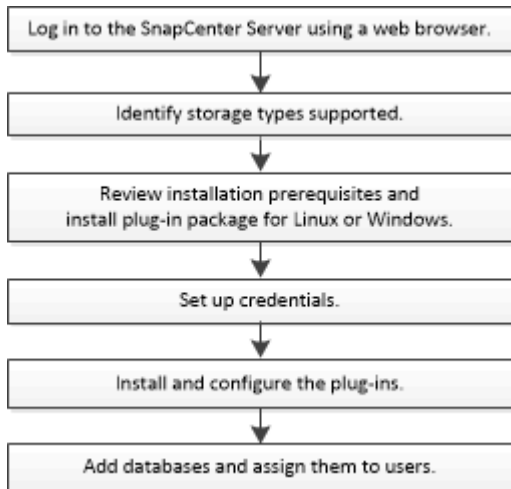 Log in to the SnapCenter Server using a web browser.
Identify storage types supported.
Review installation prerequisites and
install plug-in package for Linux or Windows.
Set up credentials.
Install and configure the plug-ins.
Add databases and assign them to users.